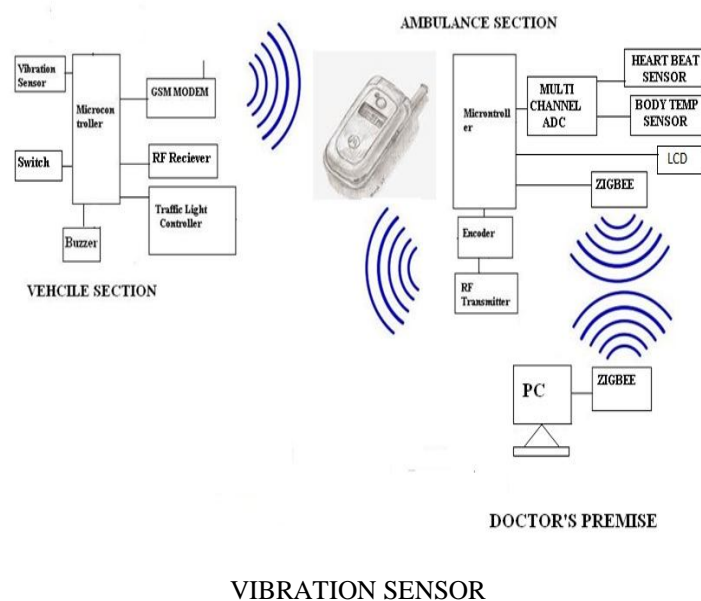 AMBULANCE SECTION
Vibration
Sensor
Microcon
troller
GSM MODEM
Switch
RF Reciever
Traffic Light
Controller
Buzzer
VEHCILE SECTION
Microntroll
er
MULTI
CHANNEL
ADC
HEART BEAT
SENSOR
BODY TEMP
SENSOR
LCD
ZIGBEE
Encoder
RF
Transmitter
PC
ZIGBEE
DOCTOR'S PREMISE
VIBRATION SENSOR